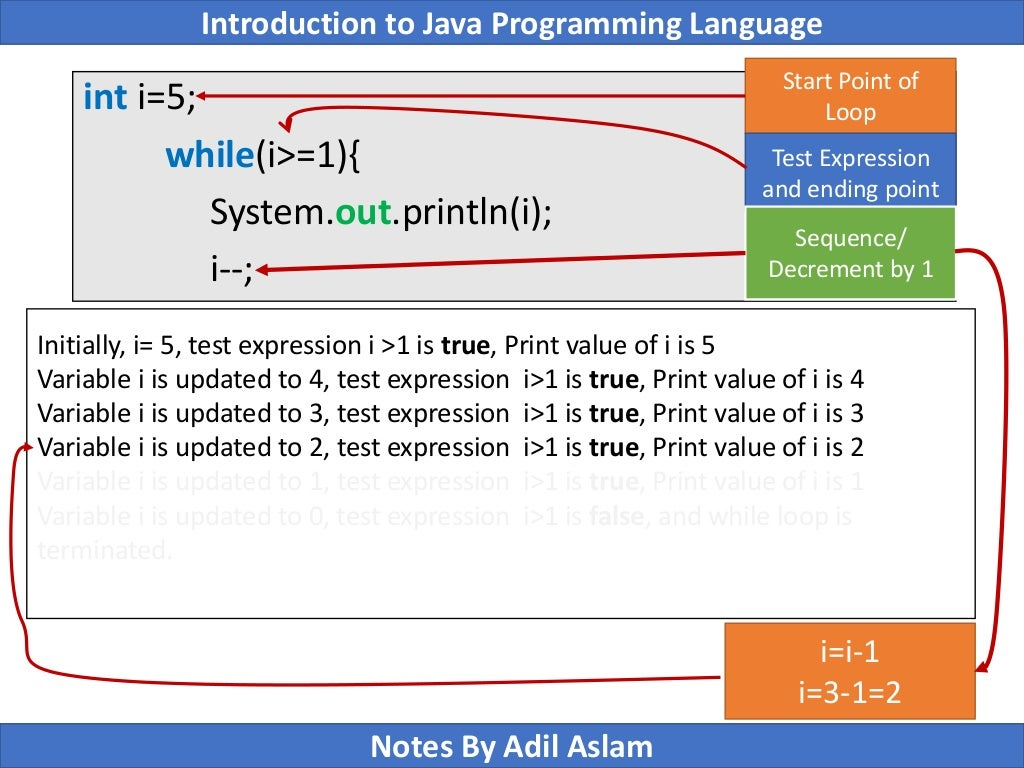 Introduction to Java Programming Language
int i=5;
Start Point of
Loop
while(i>=1){
Test Expression
and ending point
System.out.println(i);
Sequence/
Decrement by 1
i--;
Initially, i= 5, test expression i >1 is true, Print value of i is 5
Variable i is updated to 4, test expression  i>1 is true, Print value of i is 4
Variable i is updated to 3, test expression  i>1 is true, Print value of i is 3
Variable i is updated to 2, test expression  i>1 is true, Print value of i is 2
Variable i is updated to 1, test expression  i>1 is true, Print value of i is 1
Variable i is updated to 0, test expression  i>1 is false, and while loop is
terminated.
i=i-1
i=3-1=2
Notes By Adil Aslam